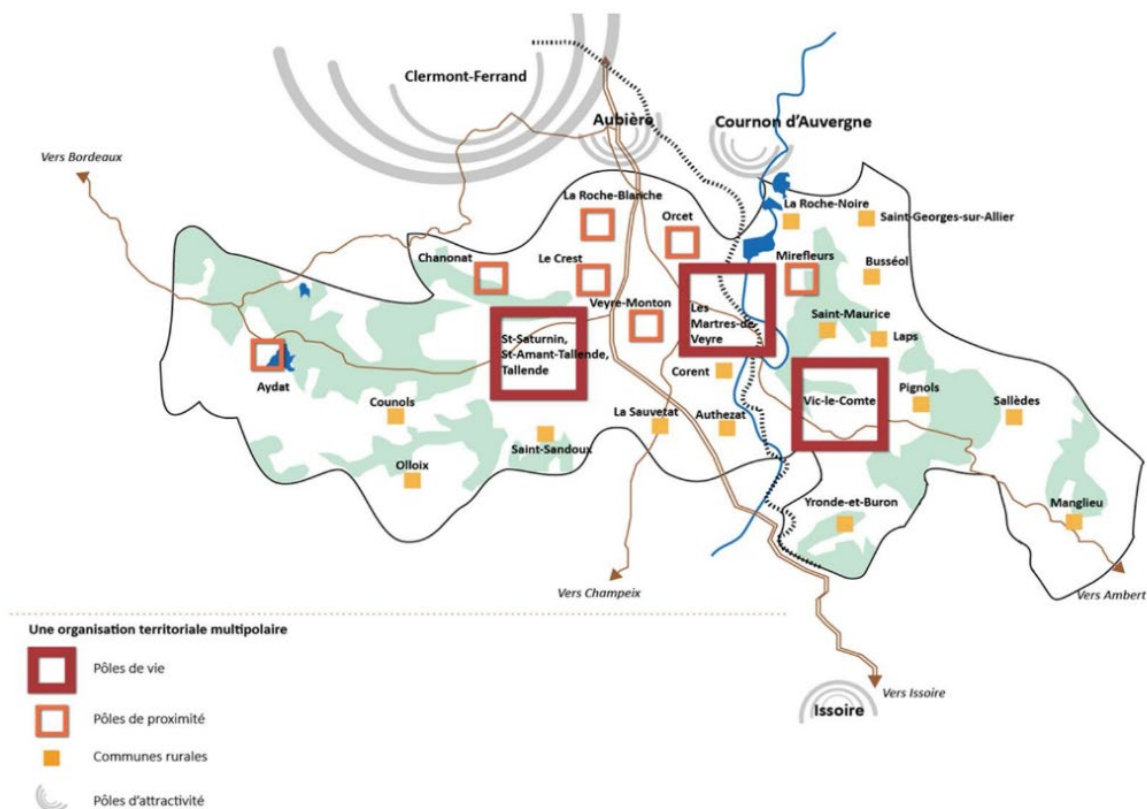 Clermont-Ferrand
Aubière
Cournon d'Auvergne
Vers Bordeaux
La Roche-Blanche
Orcet
La Roche-Noire
Saint-Georges-sur-Allier
Chanonat
Le Crest
Mirefleurs
Busséol
Veyre-Monton
Les
Martres-de-
Veyre
Saint-Maurice
Laps
St-Saturnin,
St-Amant-Tallende,
Tallende
Aydat
Corent
Vic-le-Comte
Pignols
Sallèdes
Counols
La Sauvetat
Authezat
Saint-Sandoux
Olloix
Yronde-et-Buron
Manglieu
Vers Champeix
Vers Ambert
Vers Issoire
Issoire
Une organisation territoriale multipolaire
Pôles de vie
Pôles de proximité
Communes rurales
Pôles d'attractivité